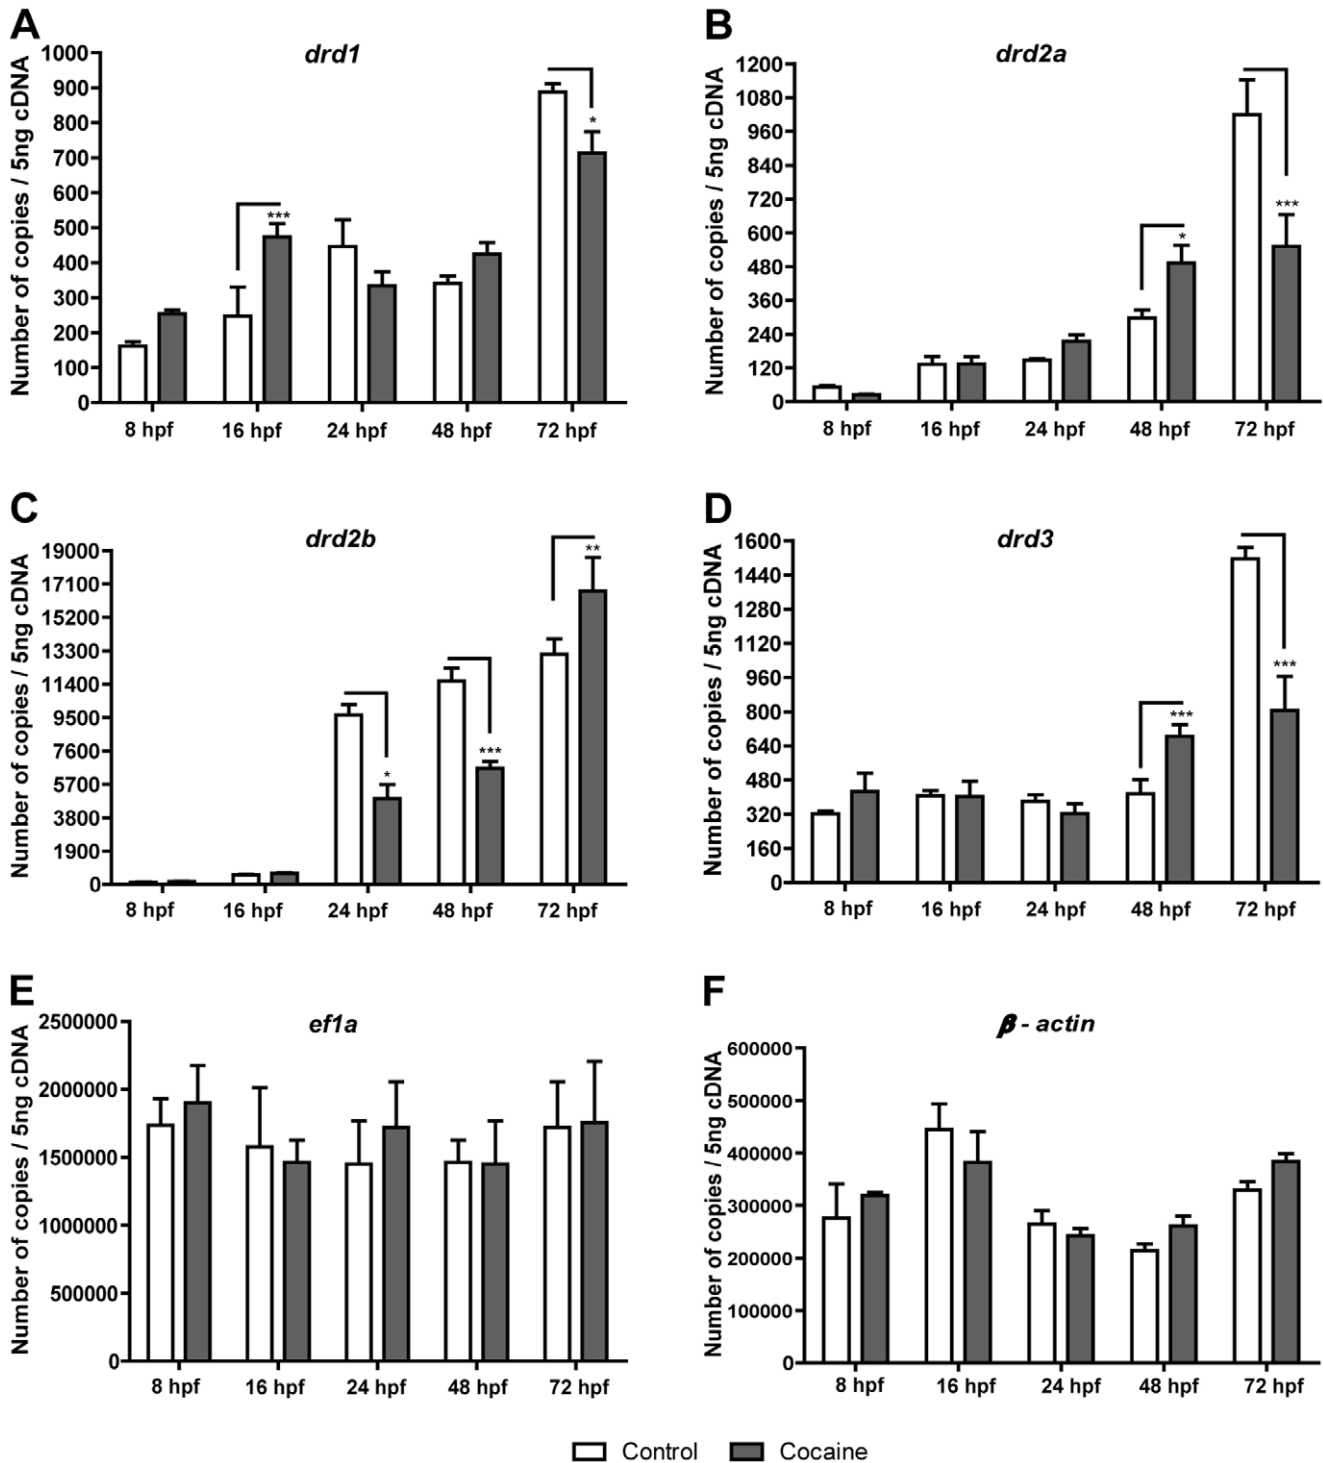 A
drd1
Number of copies / 5ng cDNA
1000
900
800
700
600
500
400
300
200
100
0
***
*
8 hpf 16 hpf 24 hpf 48 hpf 72 hpf
B
drd2a
Number of copies / 5ng cDNA
1200
1080
960
840
720
600
480
360
240
120
0
*
***
8 hpf 16 hpf 24 hpf 48 hpf 72 hpf
C
drd2b
Number of copies / 5ng cDNA
19000
17100
15200
13300
11400
9500
7600
5700
3800
1900
0
*
***
**
8 hpf 16 hpf 24 hpf 48 hpf 72 hpf
D
drd3
Number of copies / 5ng cDNA
1600
1440
1280
1120
960
800
640
480
320
160
0
***
***
8 hpf 16 hpf 24 hpf 48 hpf 72 hpf
E
ef1a
Number of copies / 5ng cDNA
2500000
2000000
1500000
1000000
500000
0
8 hpf 16 hpf 24 hpf 48 hpf 72 hpf
F
β - actin
Number of copies / 5ng cDNA
600000
500000
400000
300000
200000
100000
0
8 hpf 16 hpf 24 hpf 48 hpf 72 hpf
Control Cocaine